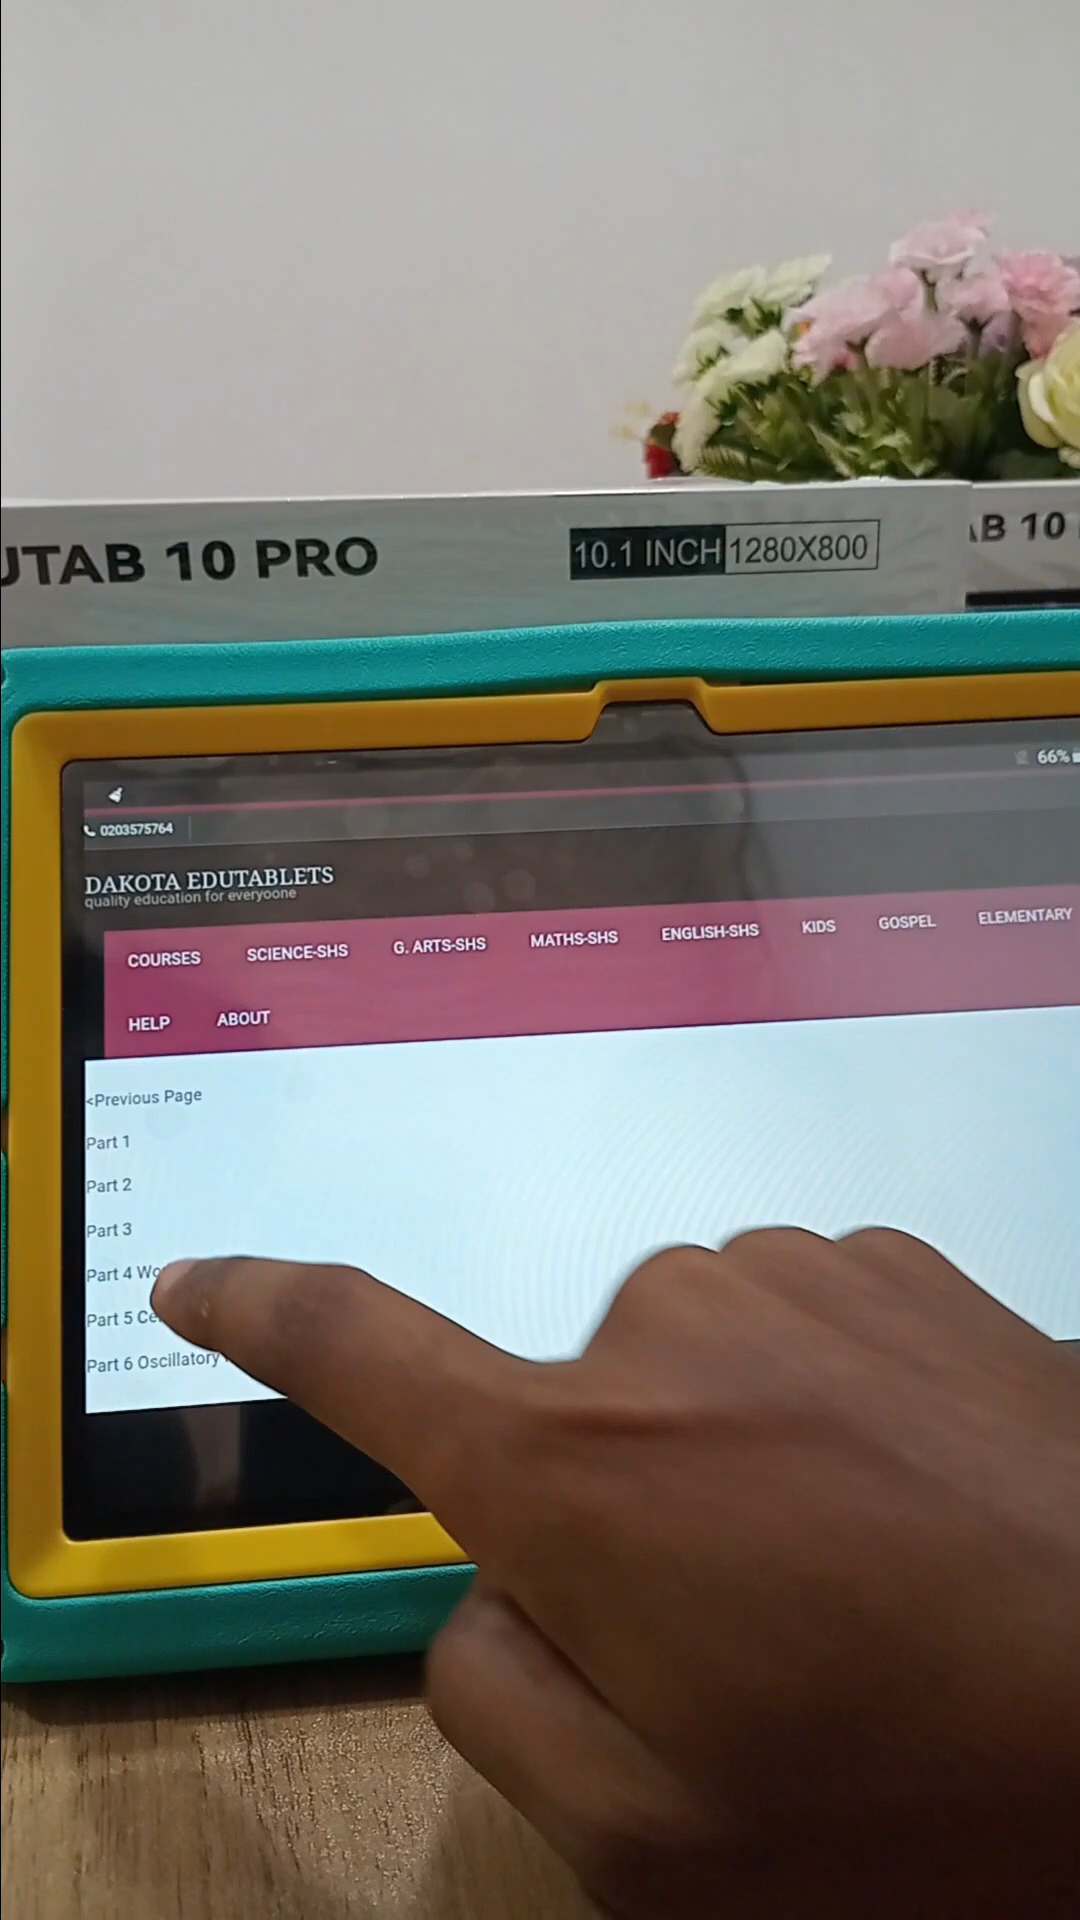 10 PRO
10.1 INCH 1280X800
10
66%
0203575764
DAKOTA EDUTABLETS
quality education for everyoone
COURSES SCIENCE-SHS G. ARTS-SHS MATHS-SHS ENGLISH-SHS KIDS GOSPEL ELEMENTARY
HELP ABOUT
<Previous Page
Part 1
Part 2
Part 3
Part 4
Part 5
Part 6 Oscillatory